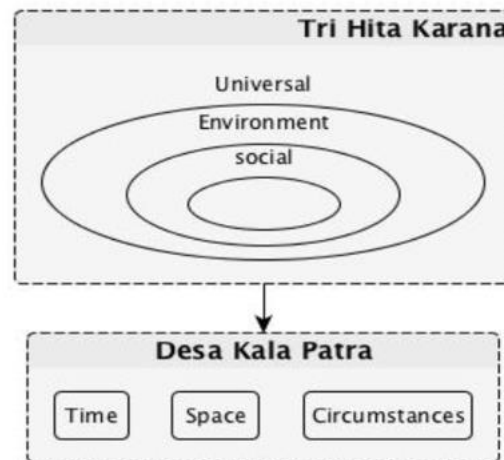 Tri Hita Karana
Universal
Environment
social
Desa Kala Patra
Time
Space
Circumstances